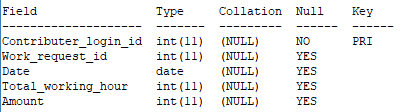 Field Type Collation Null Key
-------------------- ------- --------- ------ ------
Contributer_login_id int(11) (NULL) NO PRI
Work_request_id int(11) (NULL) YES
Date date (NULL) YES
Total_working_hour int(11) (NULL) YES
Amount int(11) (NULL) YES